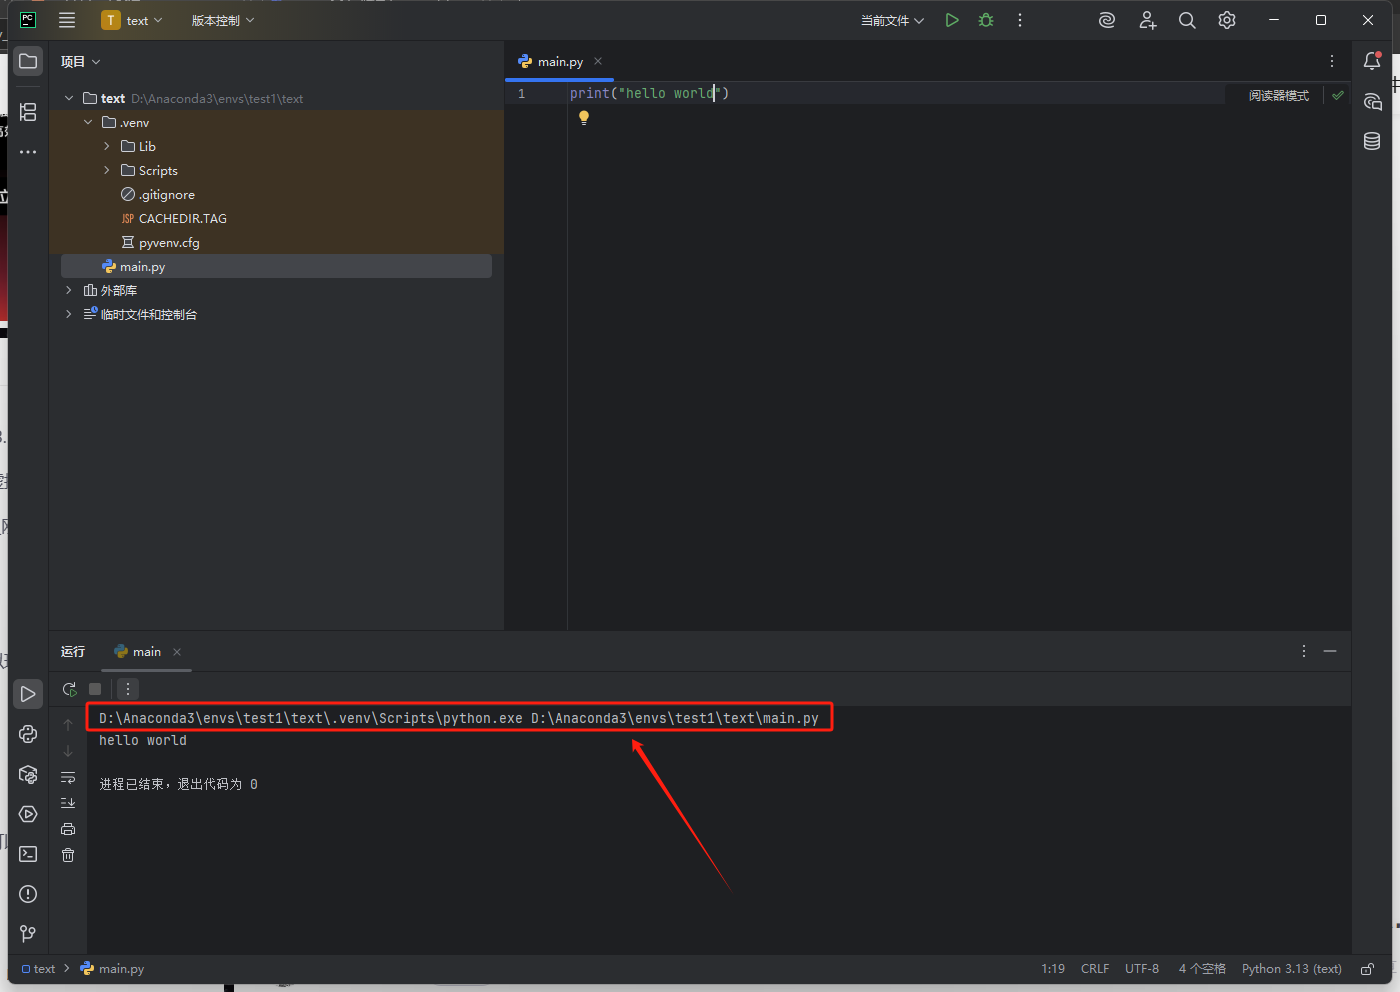 PC
T text 版本控制 当前文件
项目 main.py
text D:\Anaconda3\envs\test1\text
1 print("hello world")
阅读器模式
.venv
Lib
Scripts
.gitignore
JSP CACHEDIR.TAG
pyvenv.cfg
main.py
外部库
临时文件和控制台
运行 main
D:\Anaconda3\envs\test1\text\.venv\Scripts\python.exe D:\Anaconda3\envs\test1\text\main.py
hello world
进程已结束，退出代码为 0
text main.py 1:19 CRLF UTF-8 4 个空格 Python 3.13 (text)